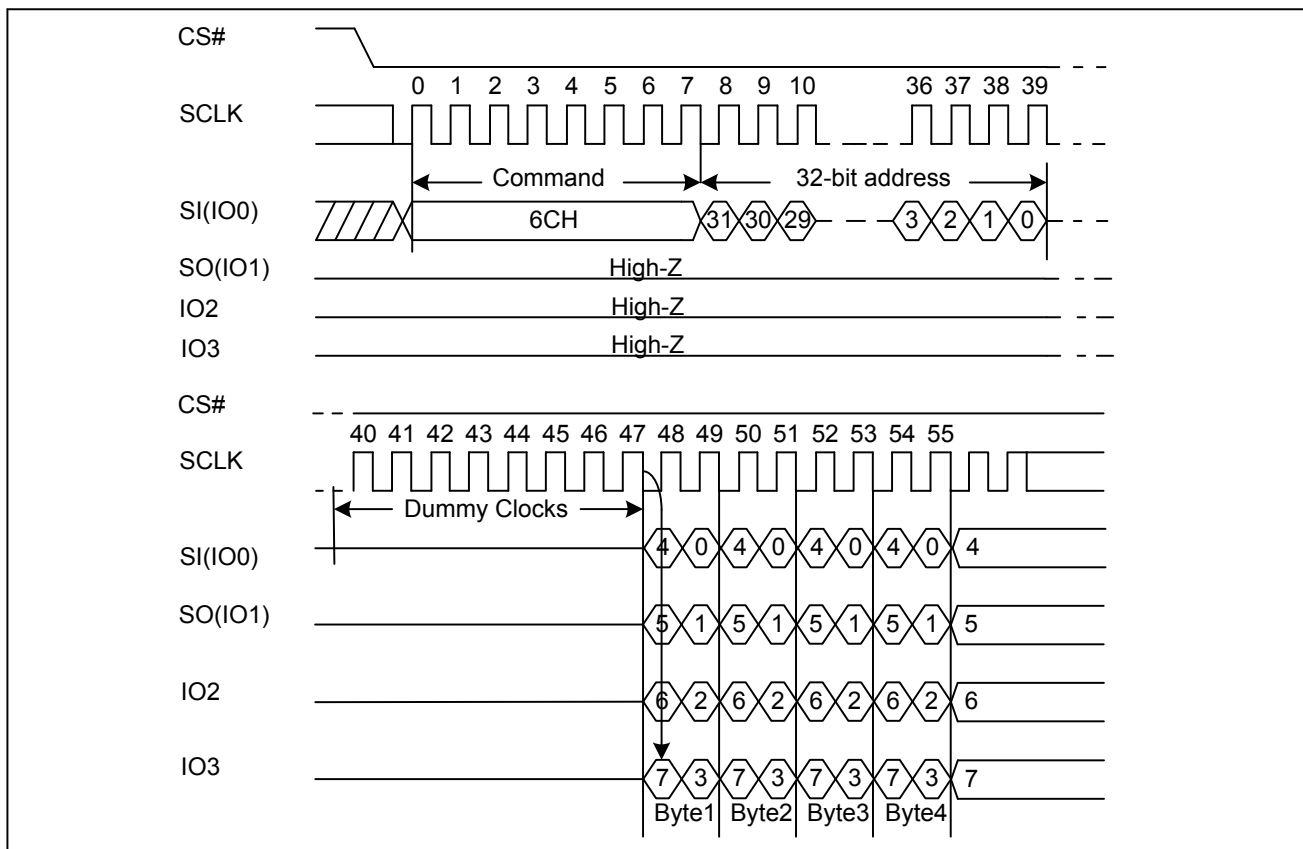 CS#
0 1 2 3 4 5 6 7 8 9 10 36 37 38 39
SCLK
Command 32-bit address
SI(IO0) 6CH 31 30 29 3 2 1 0
SO(IO1) High-Z
IO2 High-Z
IO3 High-Z
CS#
40 41 42 43 44 45 46 47 48 49 50 51 52 53 54 55
SCLK
Dummy Clocks
SI(IO0) 4 0 4 0 4 0 4 0 4
SO(IO1) 5 1 5 1 5 1 5 1 5
IO2 6 2 6 2 6 2 6 2 6
IO3 7 3 7 3 7 3 7 3 7
Byte1 Byte2 Byte3 Byte4